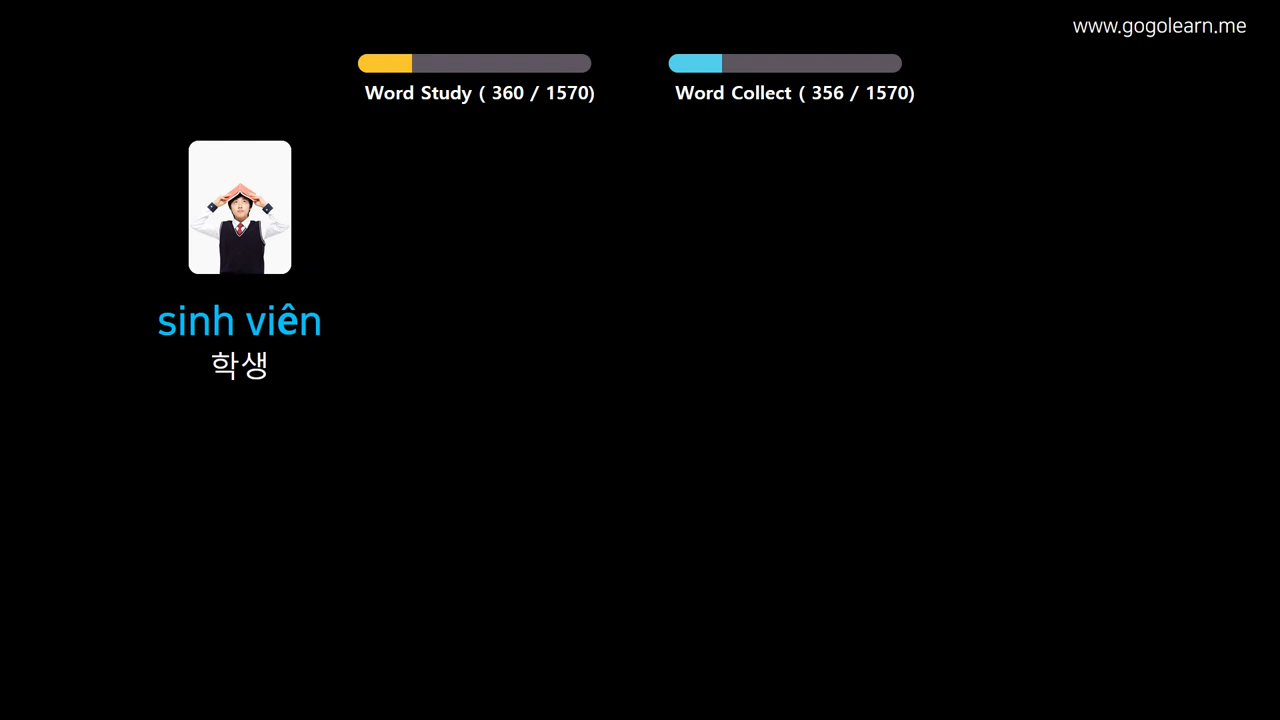 www.gogolearn.me
Word Study ( 360 / 1570)
Word Collect ( 356 / 1570)
sinh viên
학생